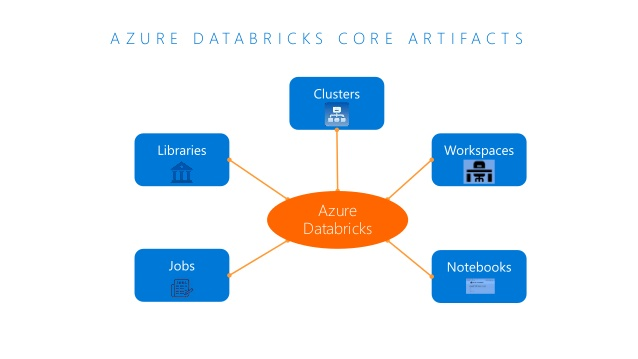 AZURE DATABRICKS CORE ARTIFACTS
Clusters
Libraries
Workspaces
Azure
Databricks
Jobs
Notebooks